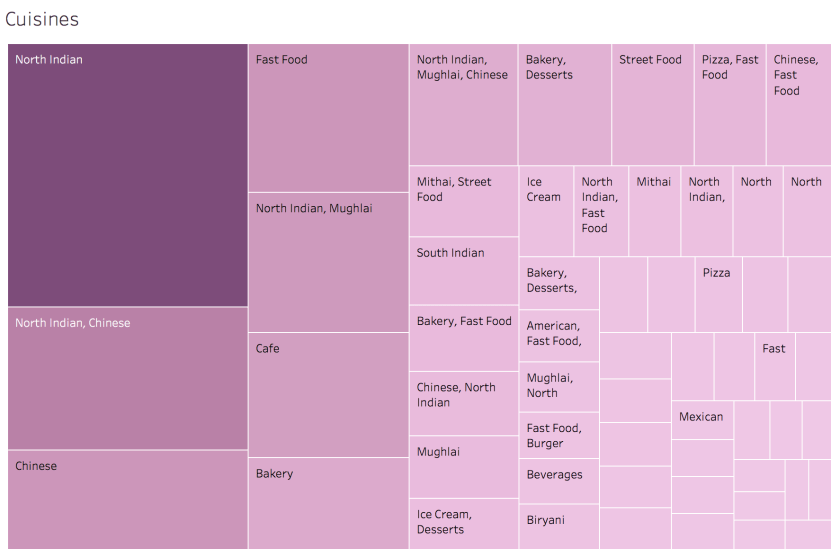 Cuisines
North Indian
North Indian, Chinese
Chinese
Fast Food
North Indian, Mughlai
Cafe
Bakery
North Indian,
Mughlai, Chinese
Bakery,
Desserts
Street Food
Pizza, Fast
Food
Chinese,
Fast
Food
Mithai, Street
Food
South Indian
Bakery, Fast Food
Chinese, North
Indian
Mughlai
Ice Cream,
Desserts
Ice
Cream
North
Indian,
Fast
Food
Mithai
North
Indian,
North
North
Bakery,
Desserts,
American,
Fast Food,
Mughlai,
North
Fast Food,
Burger
Beverages
Biryani
Pizza
Fast
Mexican